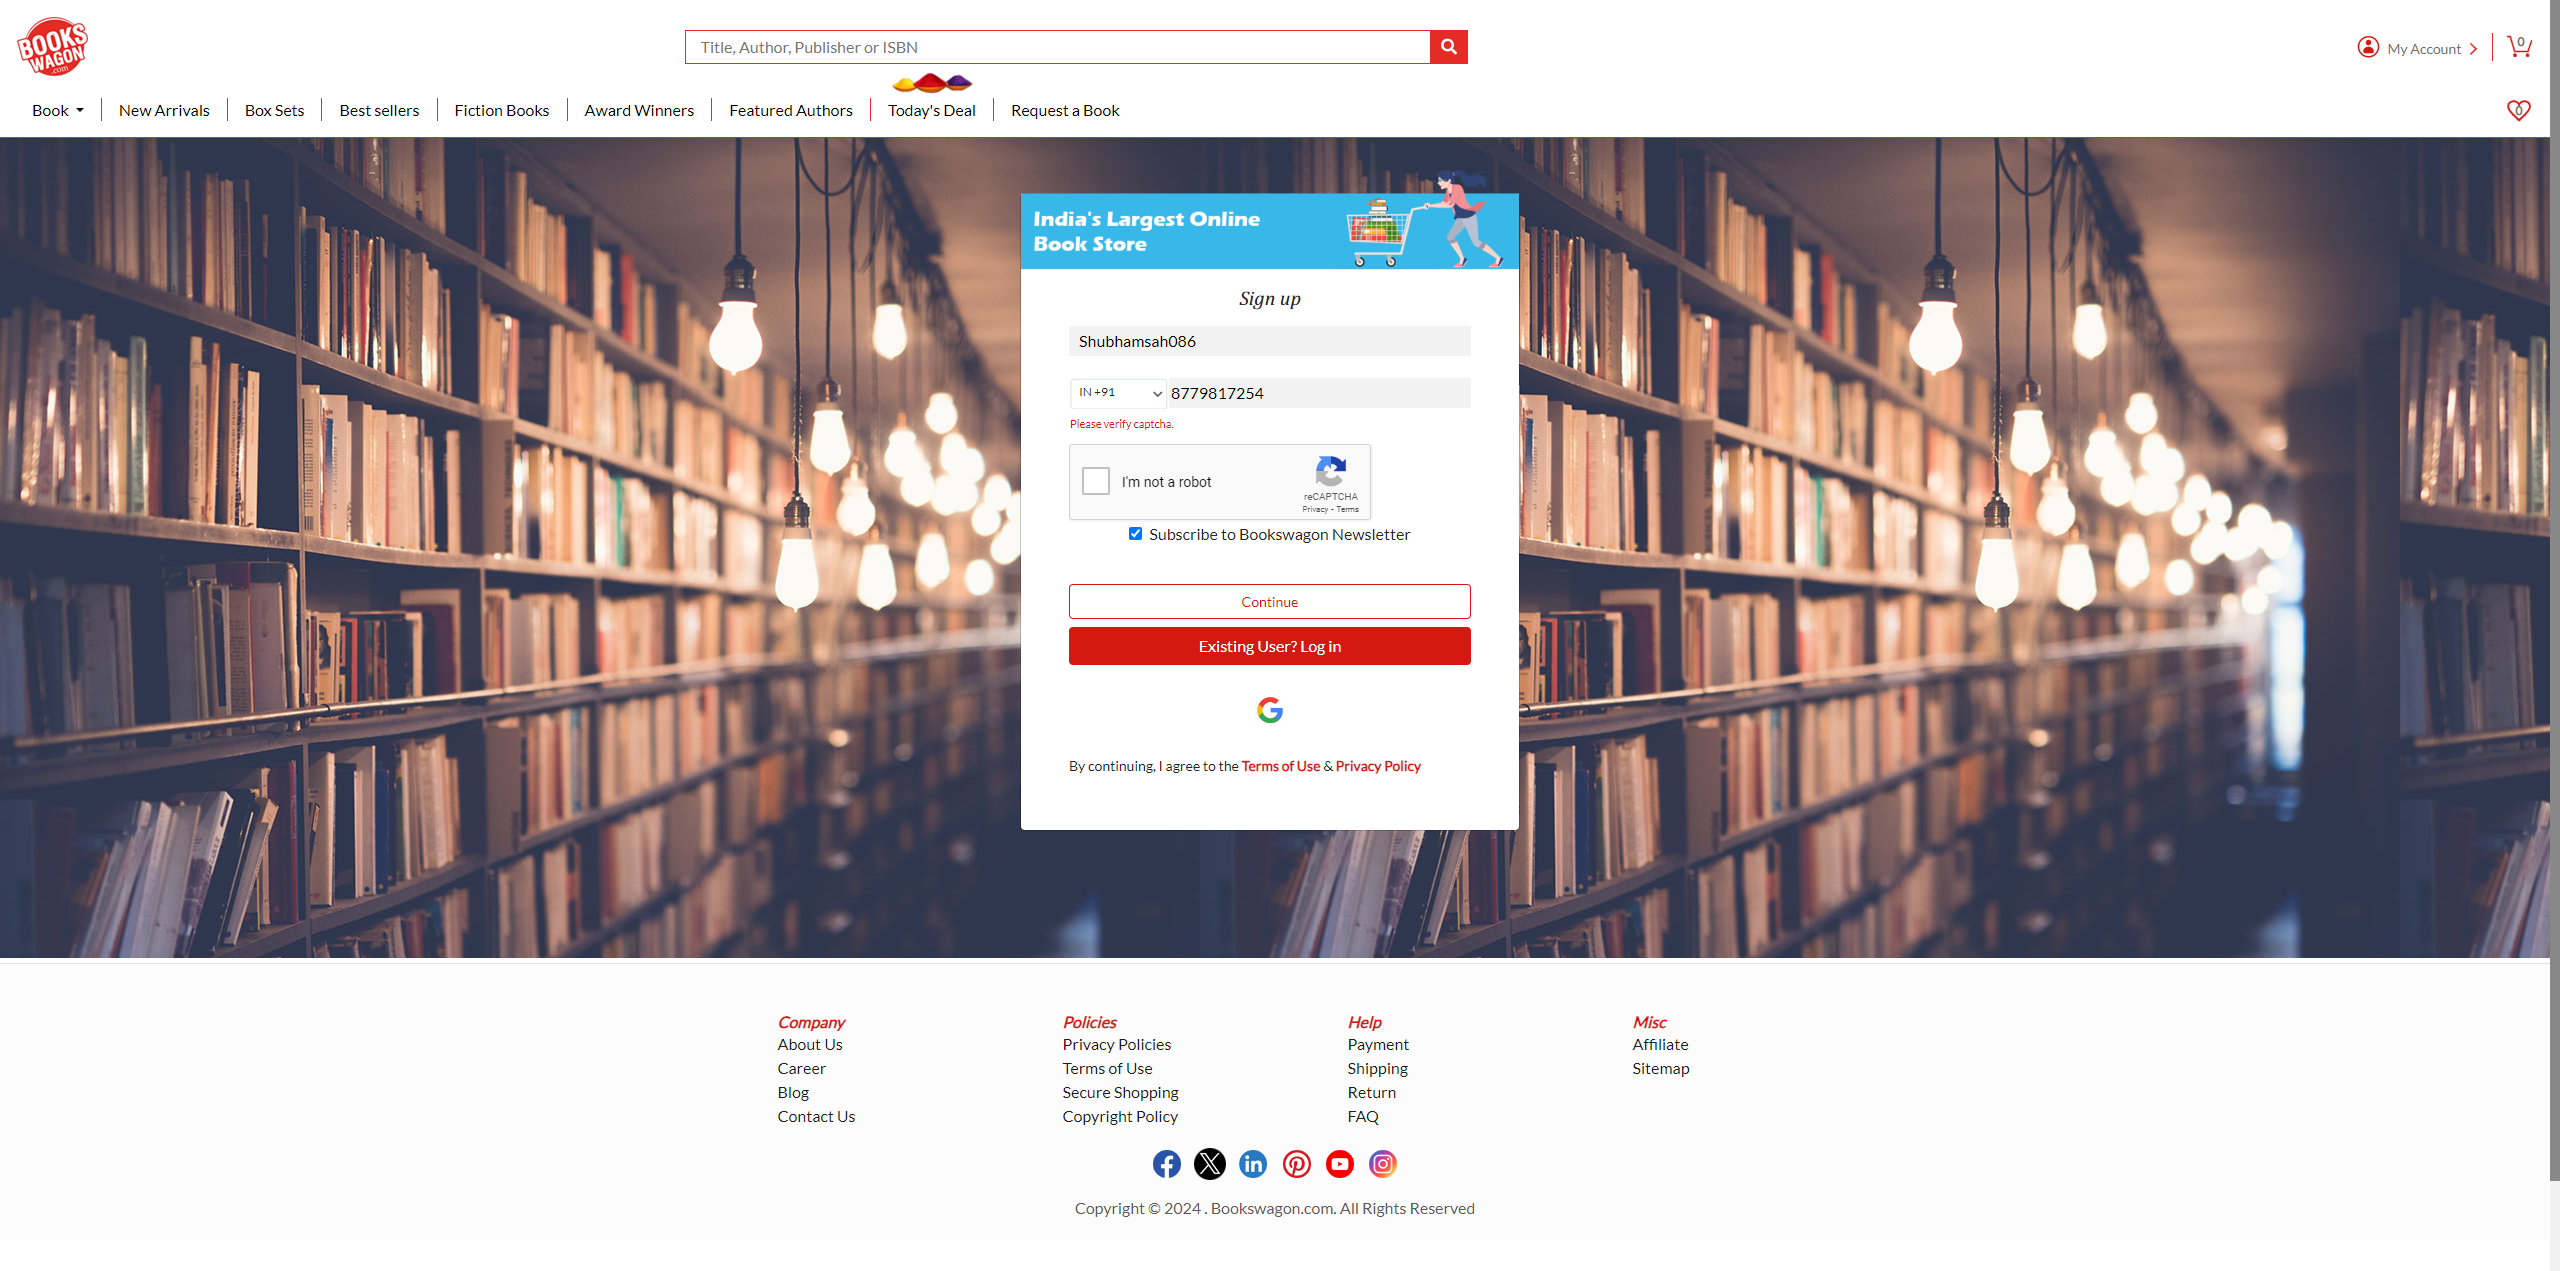 BOOKS
WAGON
.com
Title, Author, Publisher or ISBN
My Account
0
Book
New Arrivals
Box Sets
Best sellers
Fiction Books
Award Winners
Featured Authors
Today's Deal
Request a Book
0
India's Largest Online
Book Store
Sign up
Shubhamsah086
IN +91
8779817254
Please verify captcha.
I'm not a robot
reCAPTCHA
Privacy - Terms
Subscribe to Bookswagon Newsletter
Continue
Existing User? Log in
By continuing, I agree to the Terms of Use & Privacy Policy
Company
About Us
Career
Blog
Contact Us
Policies
Privacy Policies
Terms of Use
Secure Shopping
Copyright Policy
Help
Payment
Shipping
Return
FAQ
Misc
Affiliate
Sitemap
Copyright © 2024 . Bookswagon.com. All Rights Reserved